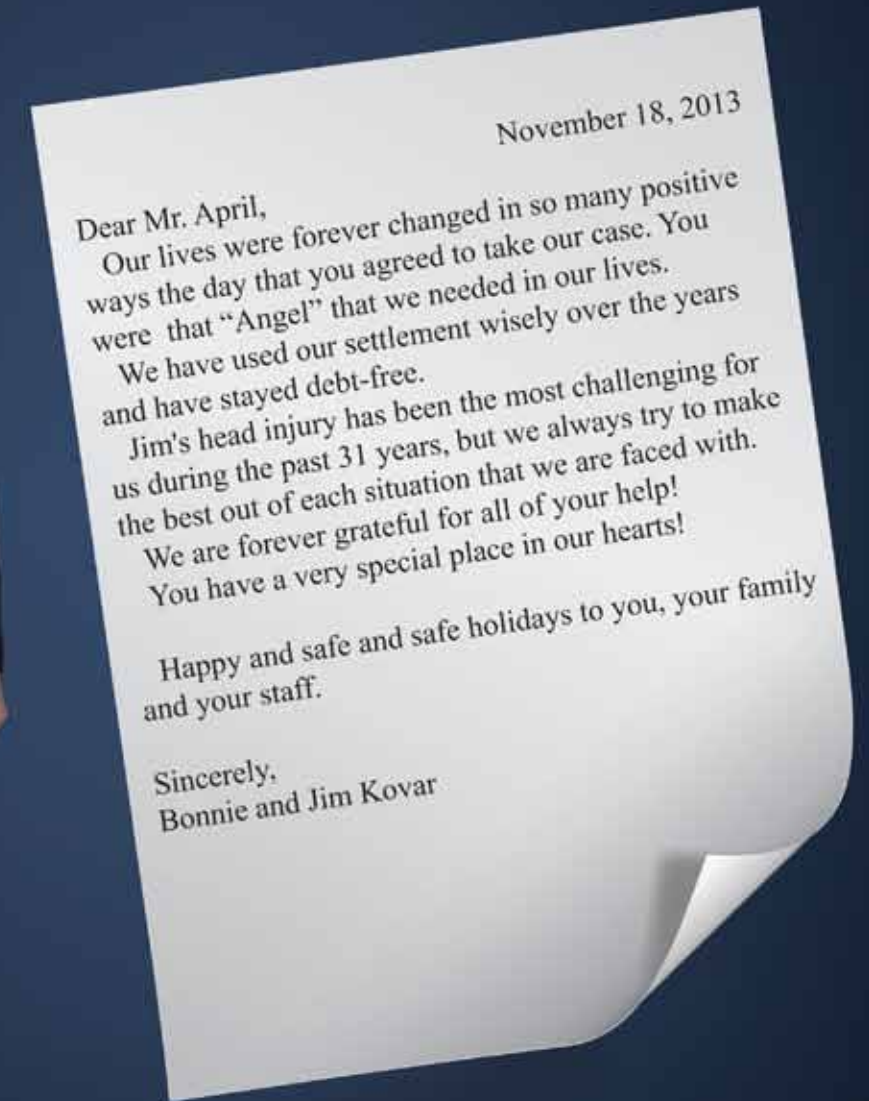 November 18, 2013
Dear Mr. April,
Our lives were forever changed in so many positive
ways the day that you agreed to take our case. You
were that “Angel” that we needed in our lives.
We have used our settlement wisely over the years
and have stayed debt-free.
Jim's head injury has been the most challenging for
us during the past 31 years, but we always try to make
the best out of each situation that we are faced with.
We are forever grateful for all of your help!
You have a very special place in our hearts!
Happy and safe and safe holidays to you, your family
and your staff.
Sincerely,
Bonnie and Jim Kovar